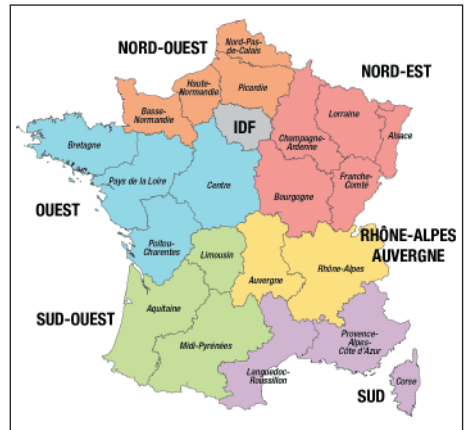 NORD-OUEST
Nord-Pas-
de-Calais
NORD-EST
Haute-
Normandie
Picardie
Basse-
Normandie
IDF
Lorraine
Alsace
Champagne-
Ardenne
Bretagne
Pays de la Loire
Centre
Franche-
Comté
Bourgogne
OUEST
Poitou-
Charentes
RHÔNE-ALPES
AUVERGNE
Limousin
Auvergne
Rhône-Alpes
SUD-OUEST
Aquitaine
Midi-Pyrénées
Provence-
Alpes-
Côte d'Azur
Languedoc-
Roussillon
Corse
SUD